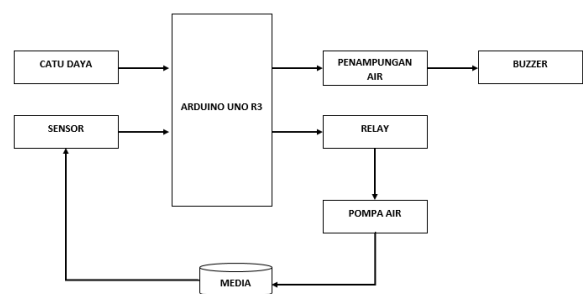 CATU DAYA
ARDUINO UNO R3
PENAMPUNGAN
AIR
BUZZER
SENSOR
RELAY
POMPA AIR
MEDIA